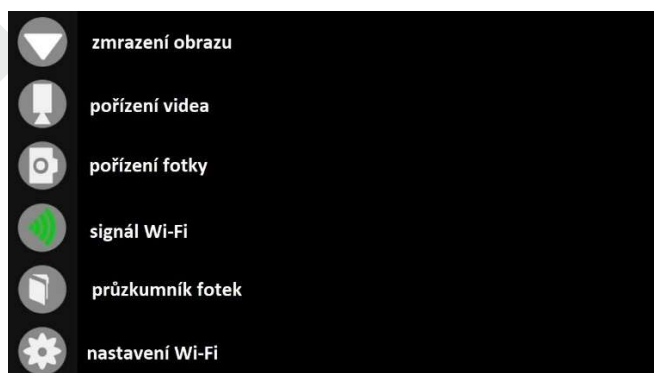 zmrazení obrazu
pořízení videa
pořízení fotky
signál Wi-Fi
průzkumník fotek
nastavení Wi-Fi